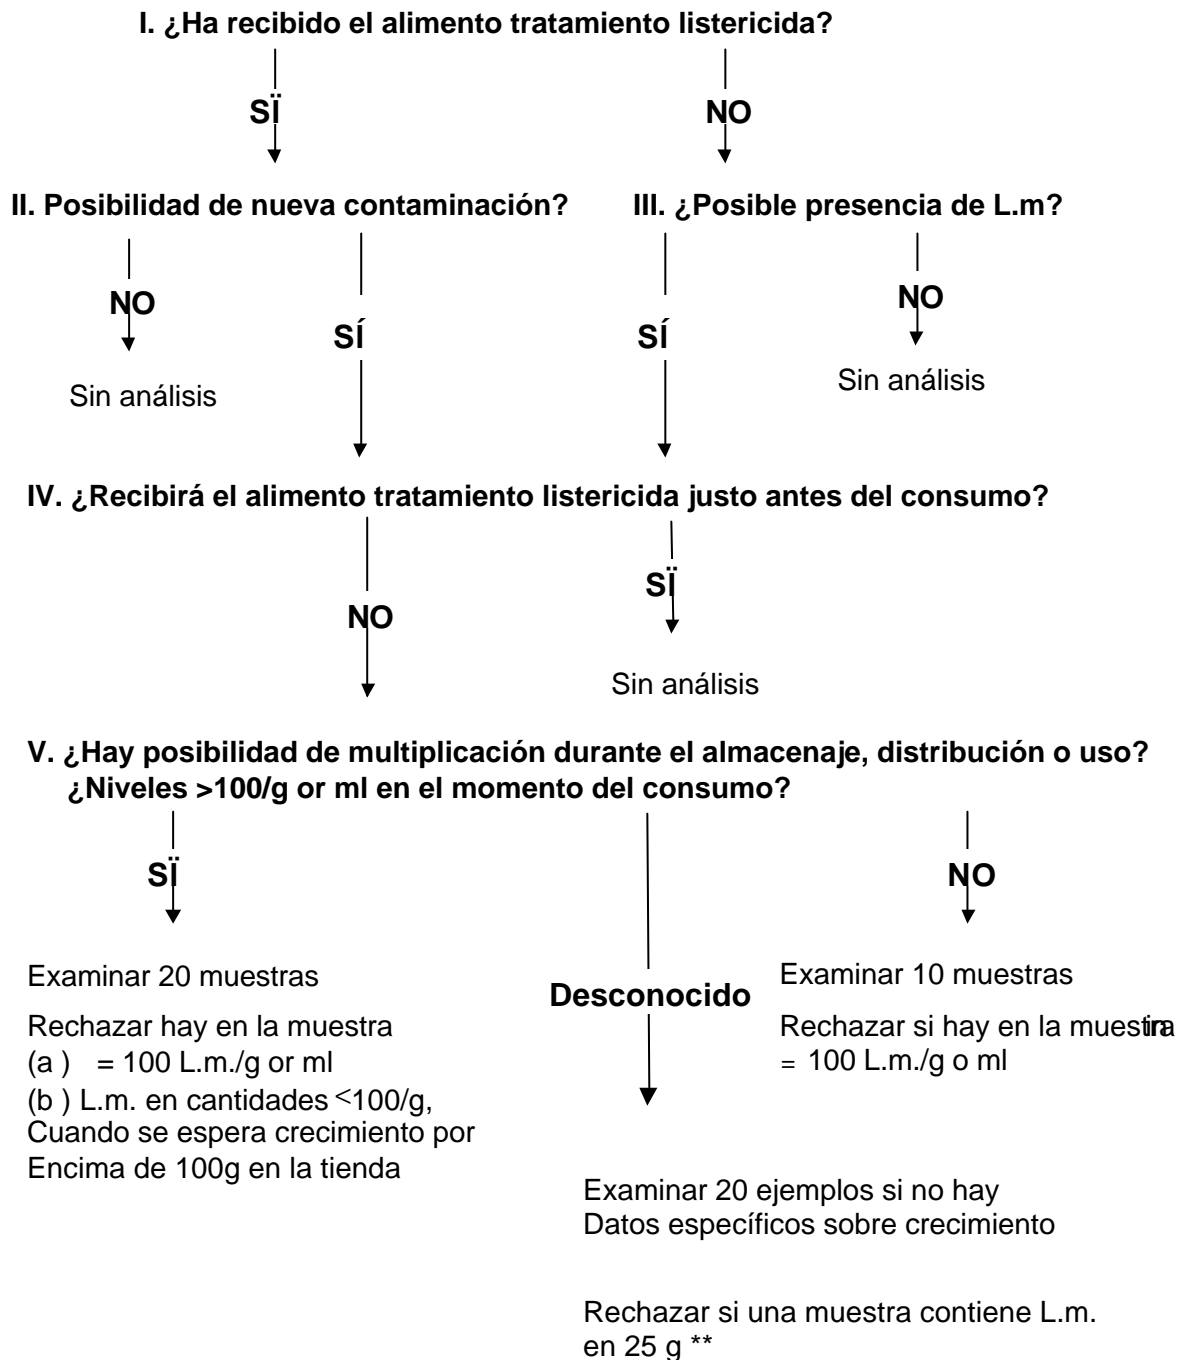 I. ¿Ha recibido el alimento tratamiento listericida?
SÏ
NO
II. Posibilidad de nueva contaminación?
III. ¿Posible presencia de L.m?
NO
SÍ
SÍ
NO
Sin análisis
Sin análisis
IV. ¿Recibirá el alimento tratamiento listericida justo antes del consumo?
NO
SÏ
Sin análisis
V. ¿Hay posibilidad de multiplicación durante el almacenaje, distribución o uso?
¿Niveles >100/g or ml en el momento del consumo?
SÏ
NO
Examinar 20 muestras
Rechazar hay en la muestra
(a ) = 100 L.m./g or ml
(b ) L.m. en cantidades <100/g,
Cuando se espera crecimiento por
Encima de 100g en la tienda
Desconocido
Examinar 20 ejemplos si no hay
Datos específicos sobre crecimiento
Rechazar si una muestra contiene L.m.
en 25 g **
Examinar 10 muestras
Rechazar si hay en la muestra
= 100 L.m./g o ml